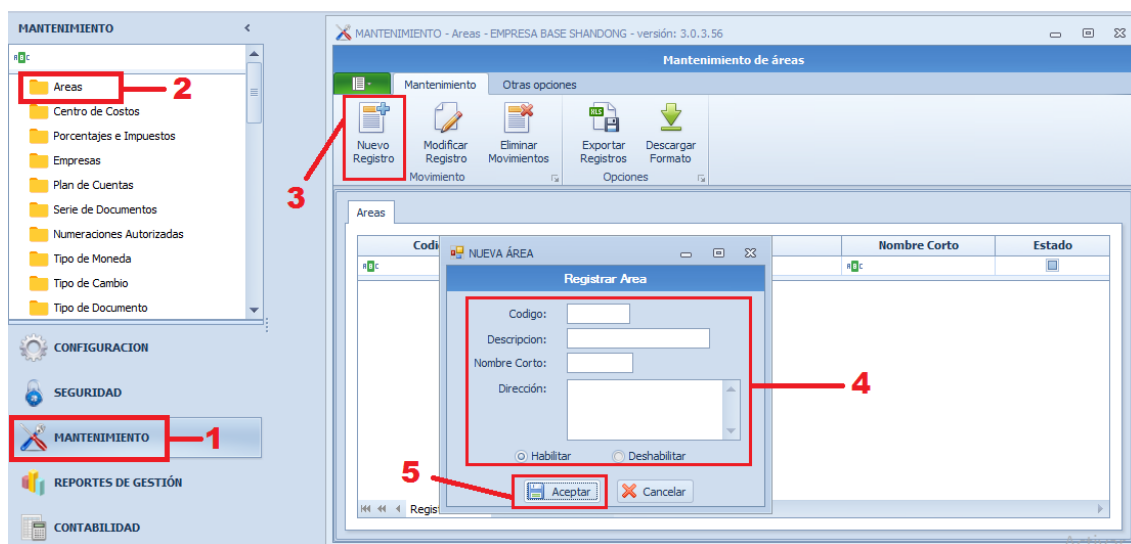 MANTENIMIENTO
Areas
2
Centro de Costos
Porcentajes e Impuestos
Empresas
Plan de Cuentas
Serie de Documentos
Numeraciones Autorizadas
Tipo de Moneda
Tipo de Cambio
Tipo de Documento
CONFIGURACION
SEGURIDAD
MANTENIMIENTO
1
REPORTES DE GESTIÓN
CONTABILIDAD
MANTENIMIENTO - Areas - EMPRESA BASE SHANDONG - versión: 3.0.3.56
Mantenimiento de áreas
Mantenimiento Otras opciones
Nuevo Registro
Modificar Registro
Eliminar Movimientos
Exportar Registros
Descargar Formato
3
Movimiento Opciones
Areas
Codi Nombre Corto Estado
NUEVA ÁREA
Registrar Area
Codigo:
Descripcion:
Nombre Corto:
Dirección:
4
Habilitar Deshabilitar
5
Aceptar Cancelar
Regis